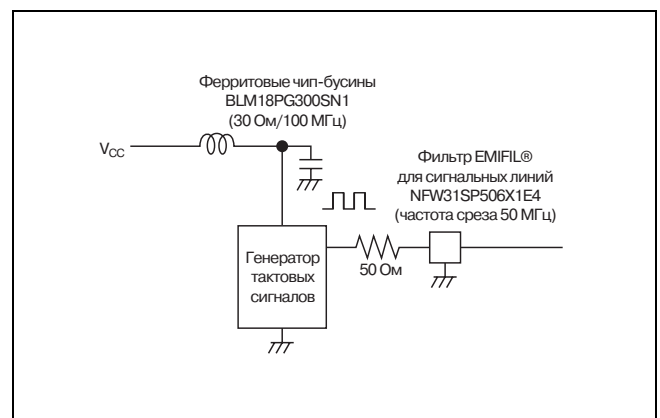 Ферритовые чип-бусины
BLM18PG300SN1
(30 Ом/100 МГц)
V_CC
Фильтр EMIFIL®
для сигнальных линий
NFW31SP506X1E4
(частота среза 50 МГц)
Генератор
тактовых
сигналов
50 Ом